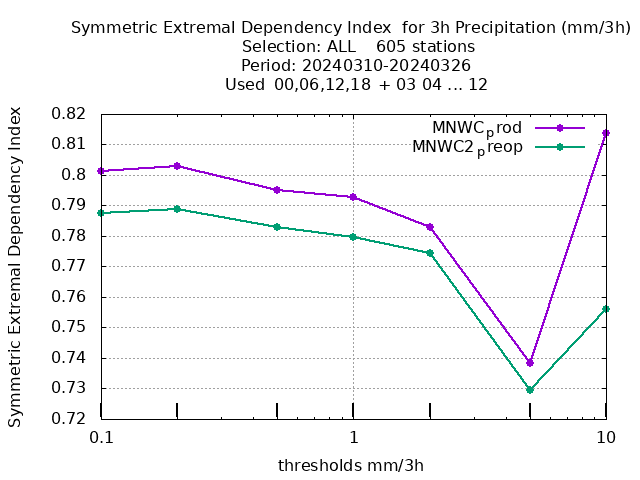 Symmetric Extremal Dependency Index  for 3h Precipitation (mm/3h)
Selection: ALL    605 stations
Period: 20240310-20240326
Used  00,06,12,18 + 03 04 ... 12
Symmetric Extremal Dependency Index
0.82
0.81
0.8
0.79
0.78
0.77
0.76
0.75
0.74
0.73
0.72
MNWCprod
MNWC2preop
0.1
1
10
thresholds mm/3h